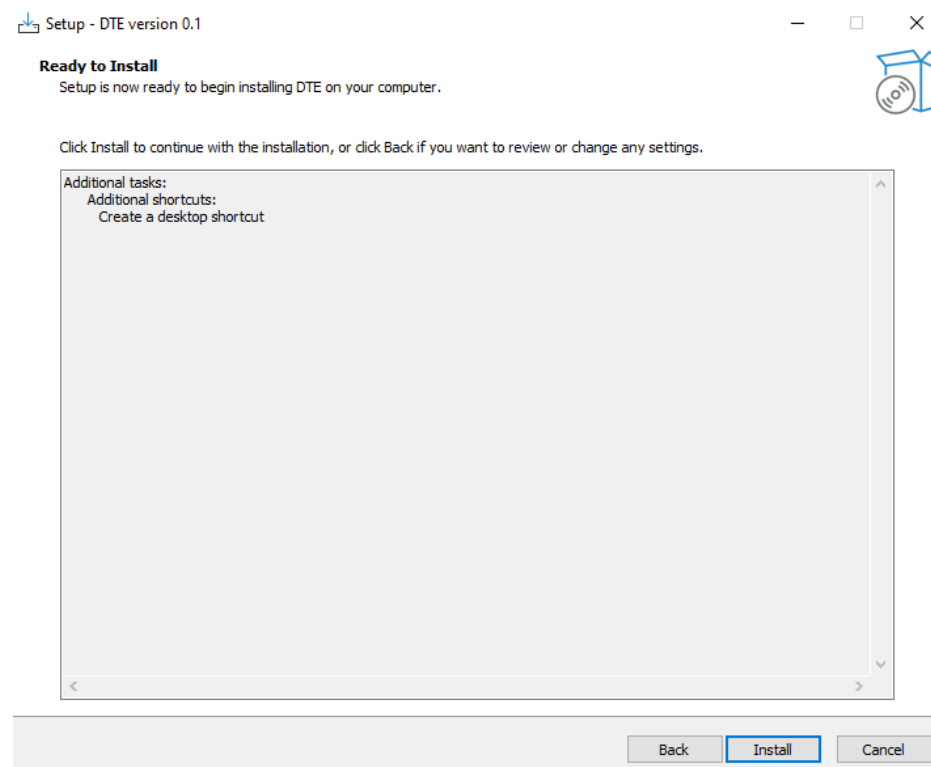 Setup - DTE version 0.1
Ready to Install
Setup is now ready to begin installing DTE on your computer.
Click Install to continue with the installation, or click Back if you want to review or change any settings.
Additional tasks:
Additional shortcuts:
Create a desktop shortcut
Back Install Cancel